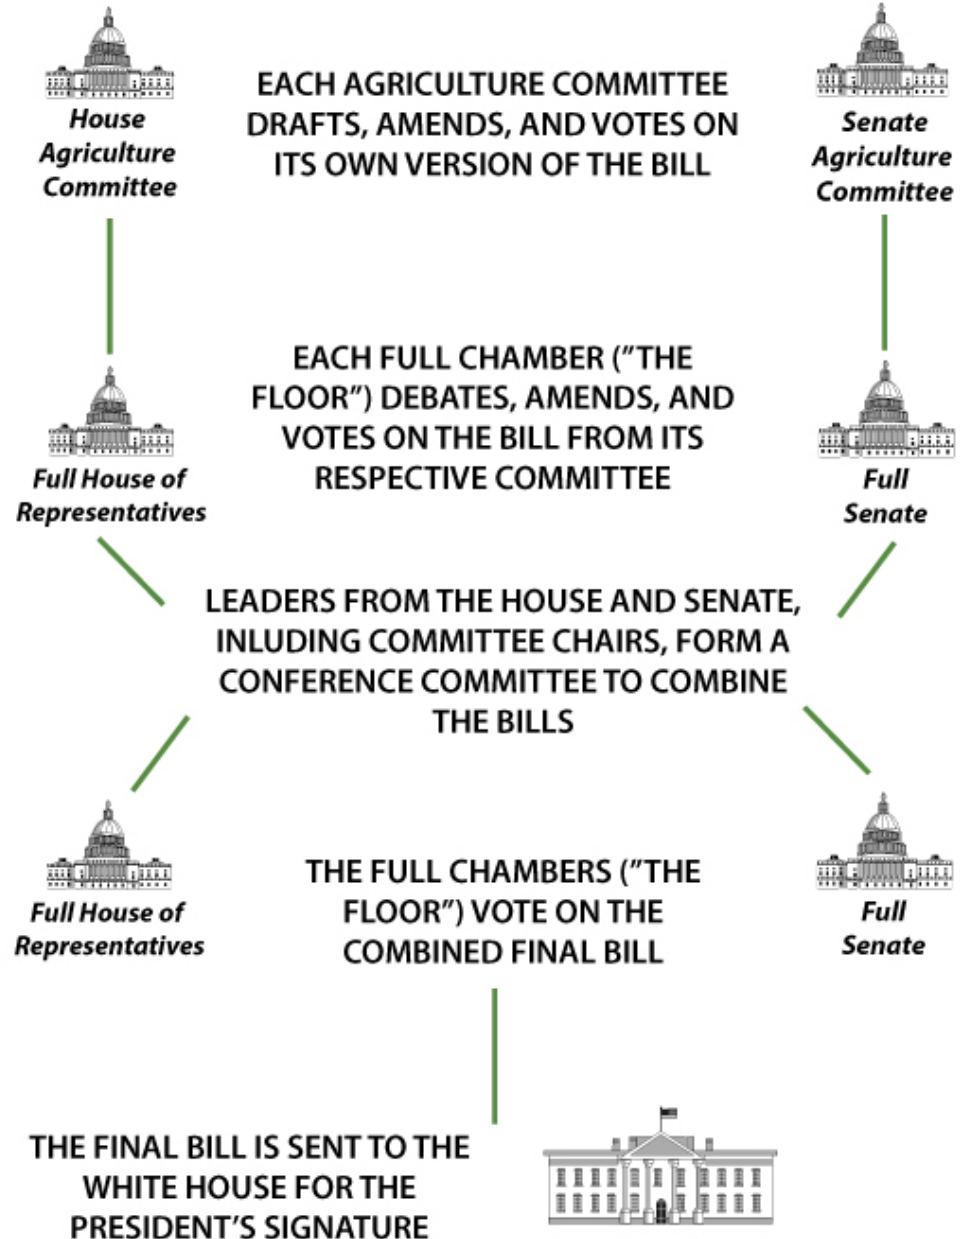 House
Agriculture
Committee
EACH AGRICULTURE COMMITTEE
DRAFTS, AMENDS, AND VOTES ON
ITS OWN VERSION OF THE BILL
Senate
Agriculture
Committee
Full House of
Representatives
EACH FULL CHAMBER ("THE
FLOOR") DEBATES, AMENDS, AND
VOTES ON THE BILL FROM ITS
RESPECTIVE COMMITTEE
Full
Senate
LEADERS FROM THE HOUSE AND SENATE,
INLUDING COMMITTEE CHAIRS, FORM A
CONFERENCE COMMITTEE TO COMBINE
THE BILLS
Full House of
Representatives
THE FULL CHAMBERS ("THE
FLOOR") VOTE ON THE
COMBINED FINAL BILL
Full
Senate
THE FINAL BILL IS SENT TO THE
WHITE HOUSE FOR THE
PRESIDENT'S SIGNATURE